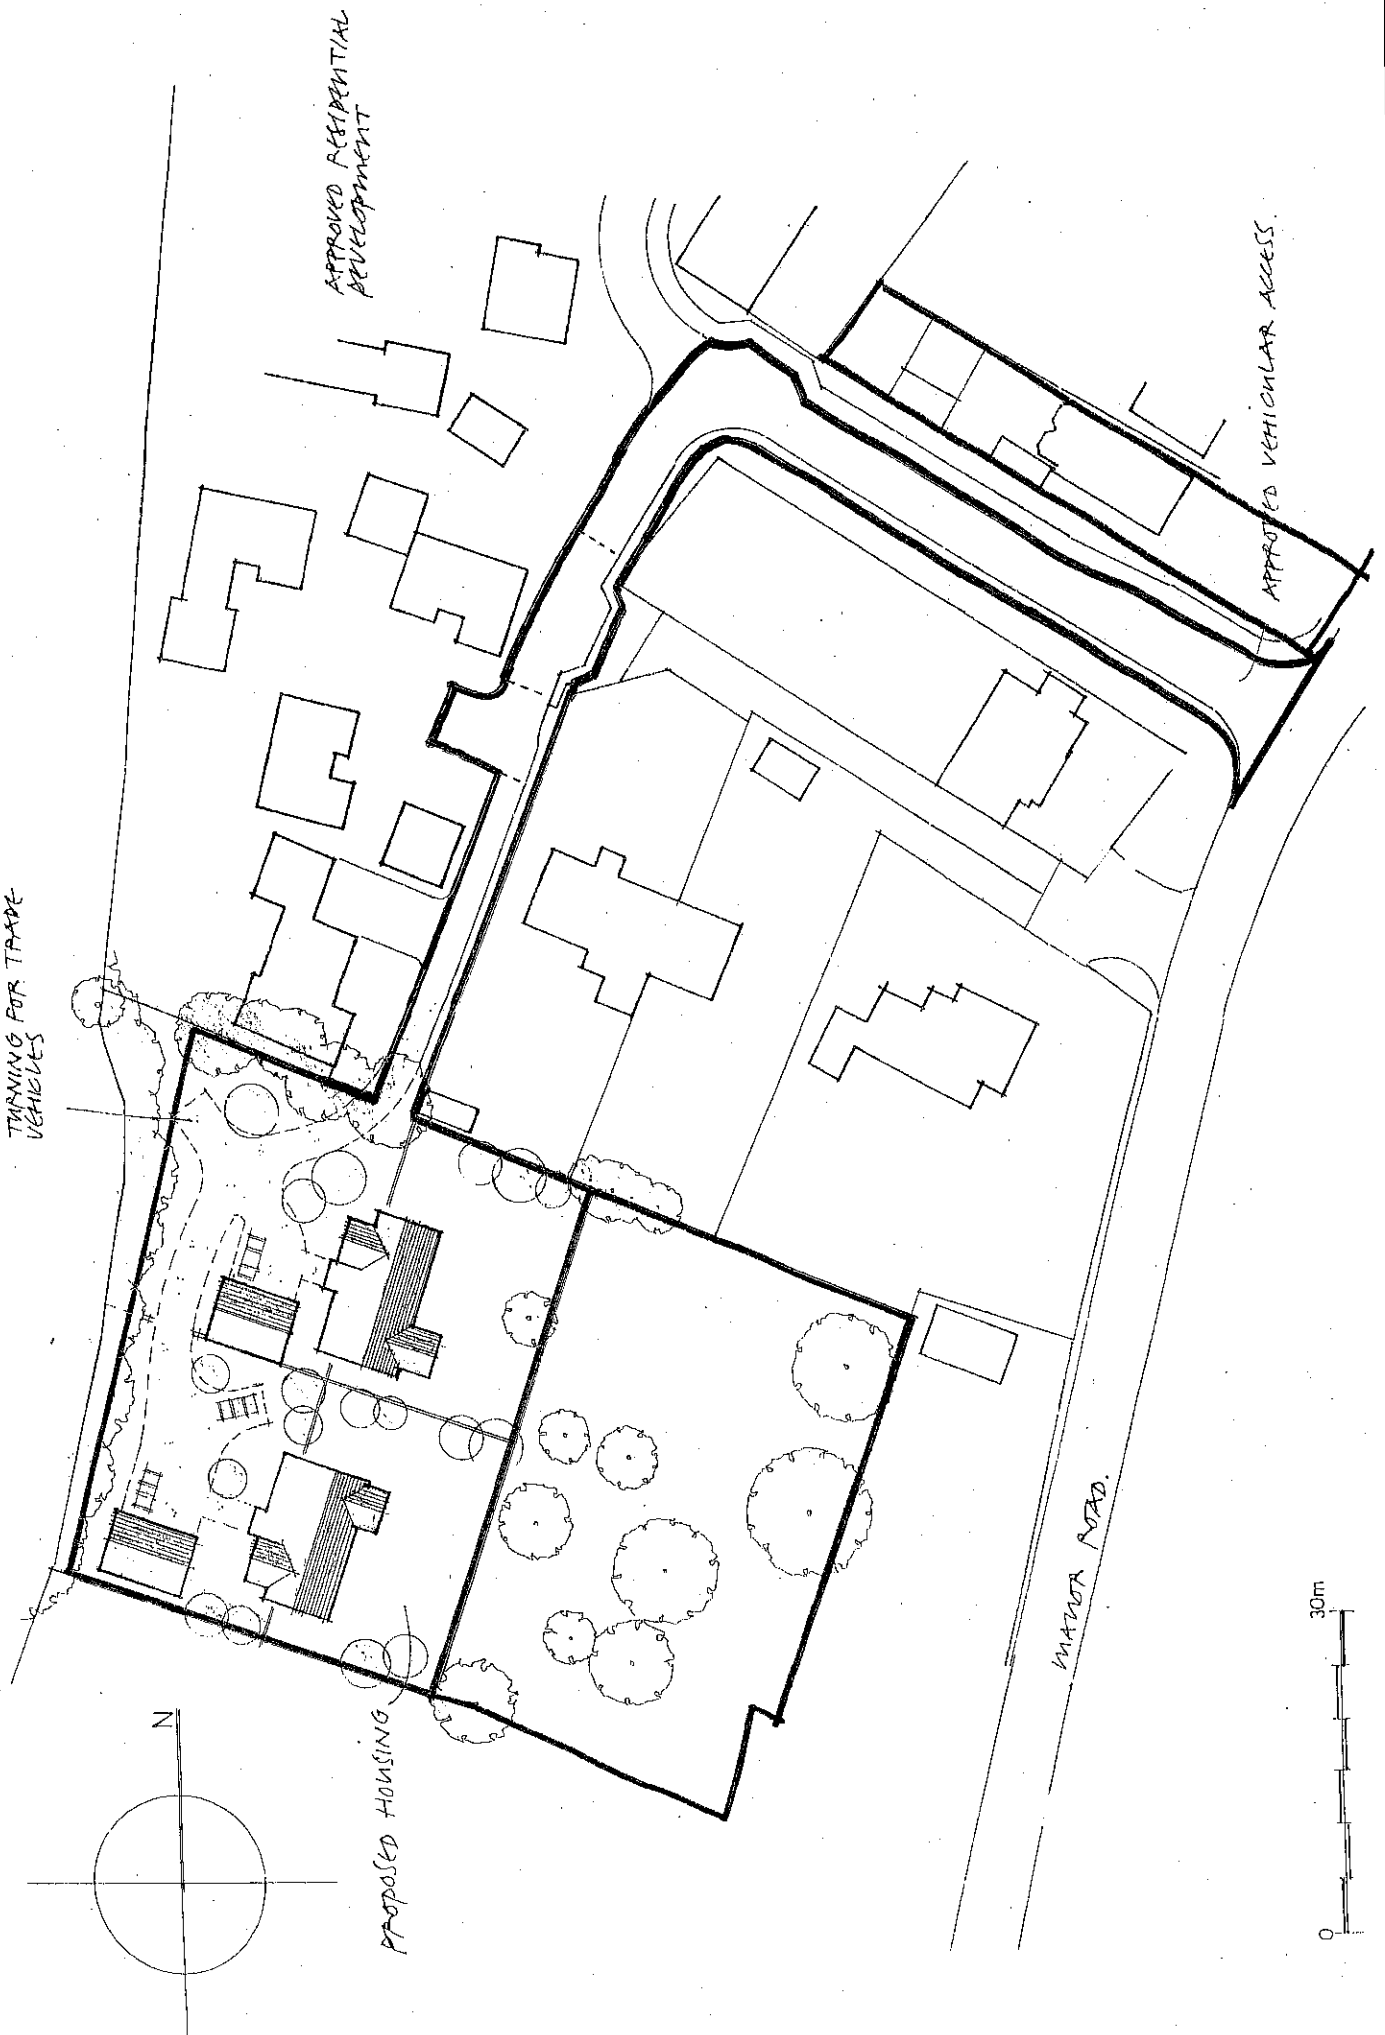 APPROVED RESIDENTIAL
DEVELOPMENT
TURNING FOR TRADE
VEHICLES
APPROVED VEHICULAR ACCESS.
N
PROPOSED HOUSING
MANOR ROAD.
0
30m